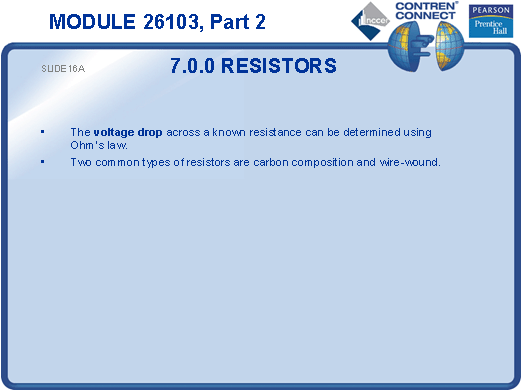 MODULE 26103, Part 2
nccer
CONTREN®
CONNECT
PEARSON
Prentice
Hall
SLIDE 16A
7.0.0 RESISTORS
• The voltage drop across a known resistance can be determined using
Ohm's law.
• Two common types of resistors are carbon composition and wire-wound.